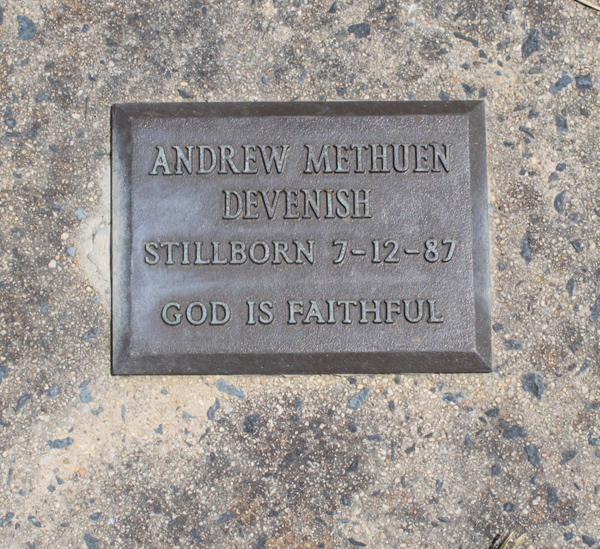 ANDREW METHUEN
DEVENISH
STILLBORN 7-12-87
GOD IS FAITHFUL